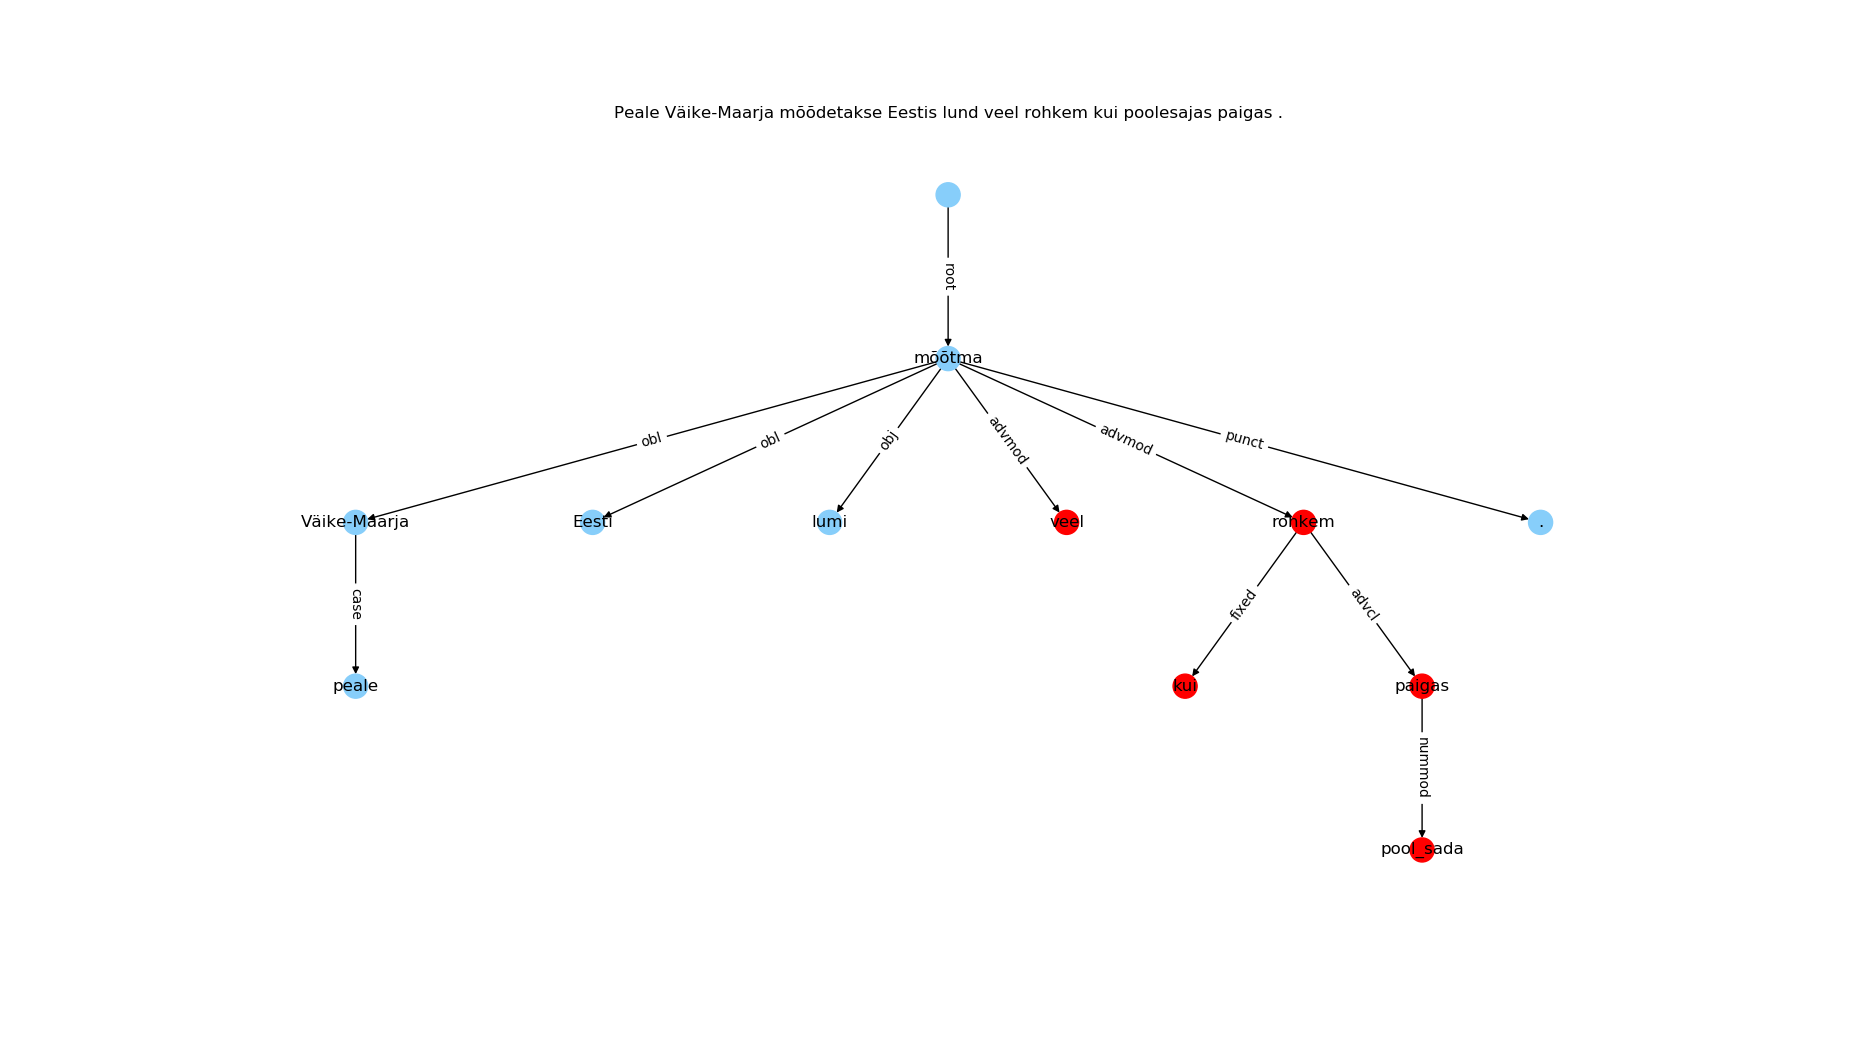 Peale Väike-Maarja mõõdetakse Eestis lund veel rohkem kui poolesajas paigas .
root
mõõtma
obl
obl
obj
advmod
advmod
punct
Väike-Maarja
Eesti
lumi
veel
rohkem
.
case
fixed
advcl
peale
kui
paigas
nummod
pool_sada